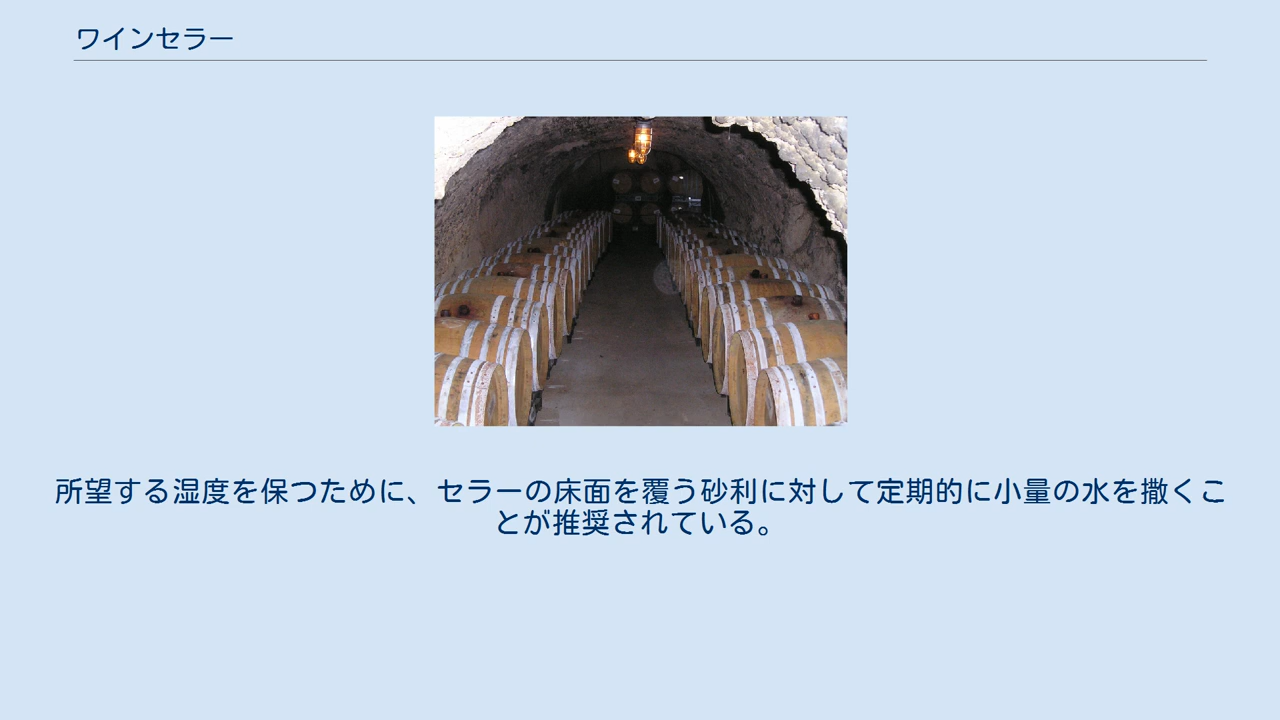 ワインセラー
所望する湿度を保つために、セラーの床面を覆う砂利に対して定期的に小量の水を撒くこ
とが推奨されている。